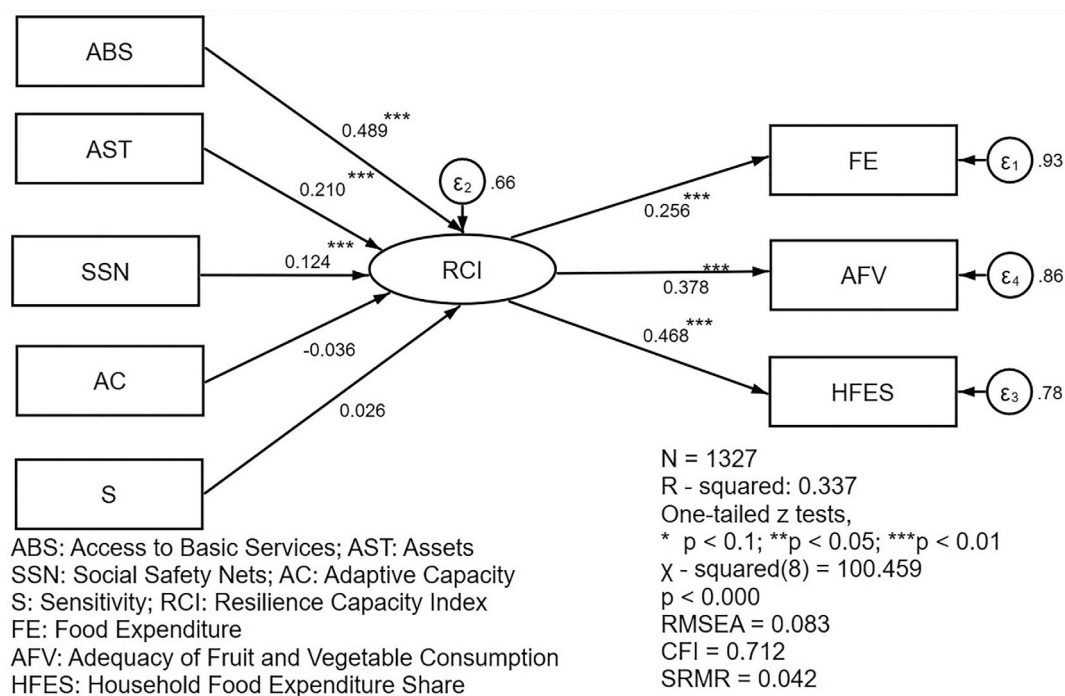 ABS
AST
SSN
AC
S
0.489***
0.210***
0.124***
-0.036
0.026
ε2 .66
RCI
0.256***
0.378***
0.468***
FE
ε1 .93
AFV
ε4 .86
HFES
ε3 .78
ABS: Access to Basic Services; AST: Assets
SSN: Social Safety Nets; AC: Adaptive Capacity
S: Sensitivity; RCI: Resilience Capacity Index
FE: Food Expenditure
AFV: Adequacy of Fruit and Vegetable Consumption
HFES: Household Food Expenditure Share
N = 1327
R - squared: 0.337
One-tailed z tests,
* p < 0.1; **p < 0.05; ***p < 0.01
χ - squared(8) = 100.459
p < 0.000
RMSEA = 0.083
CFI = 0.712
SRMR = 0.042